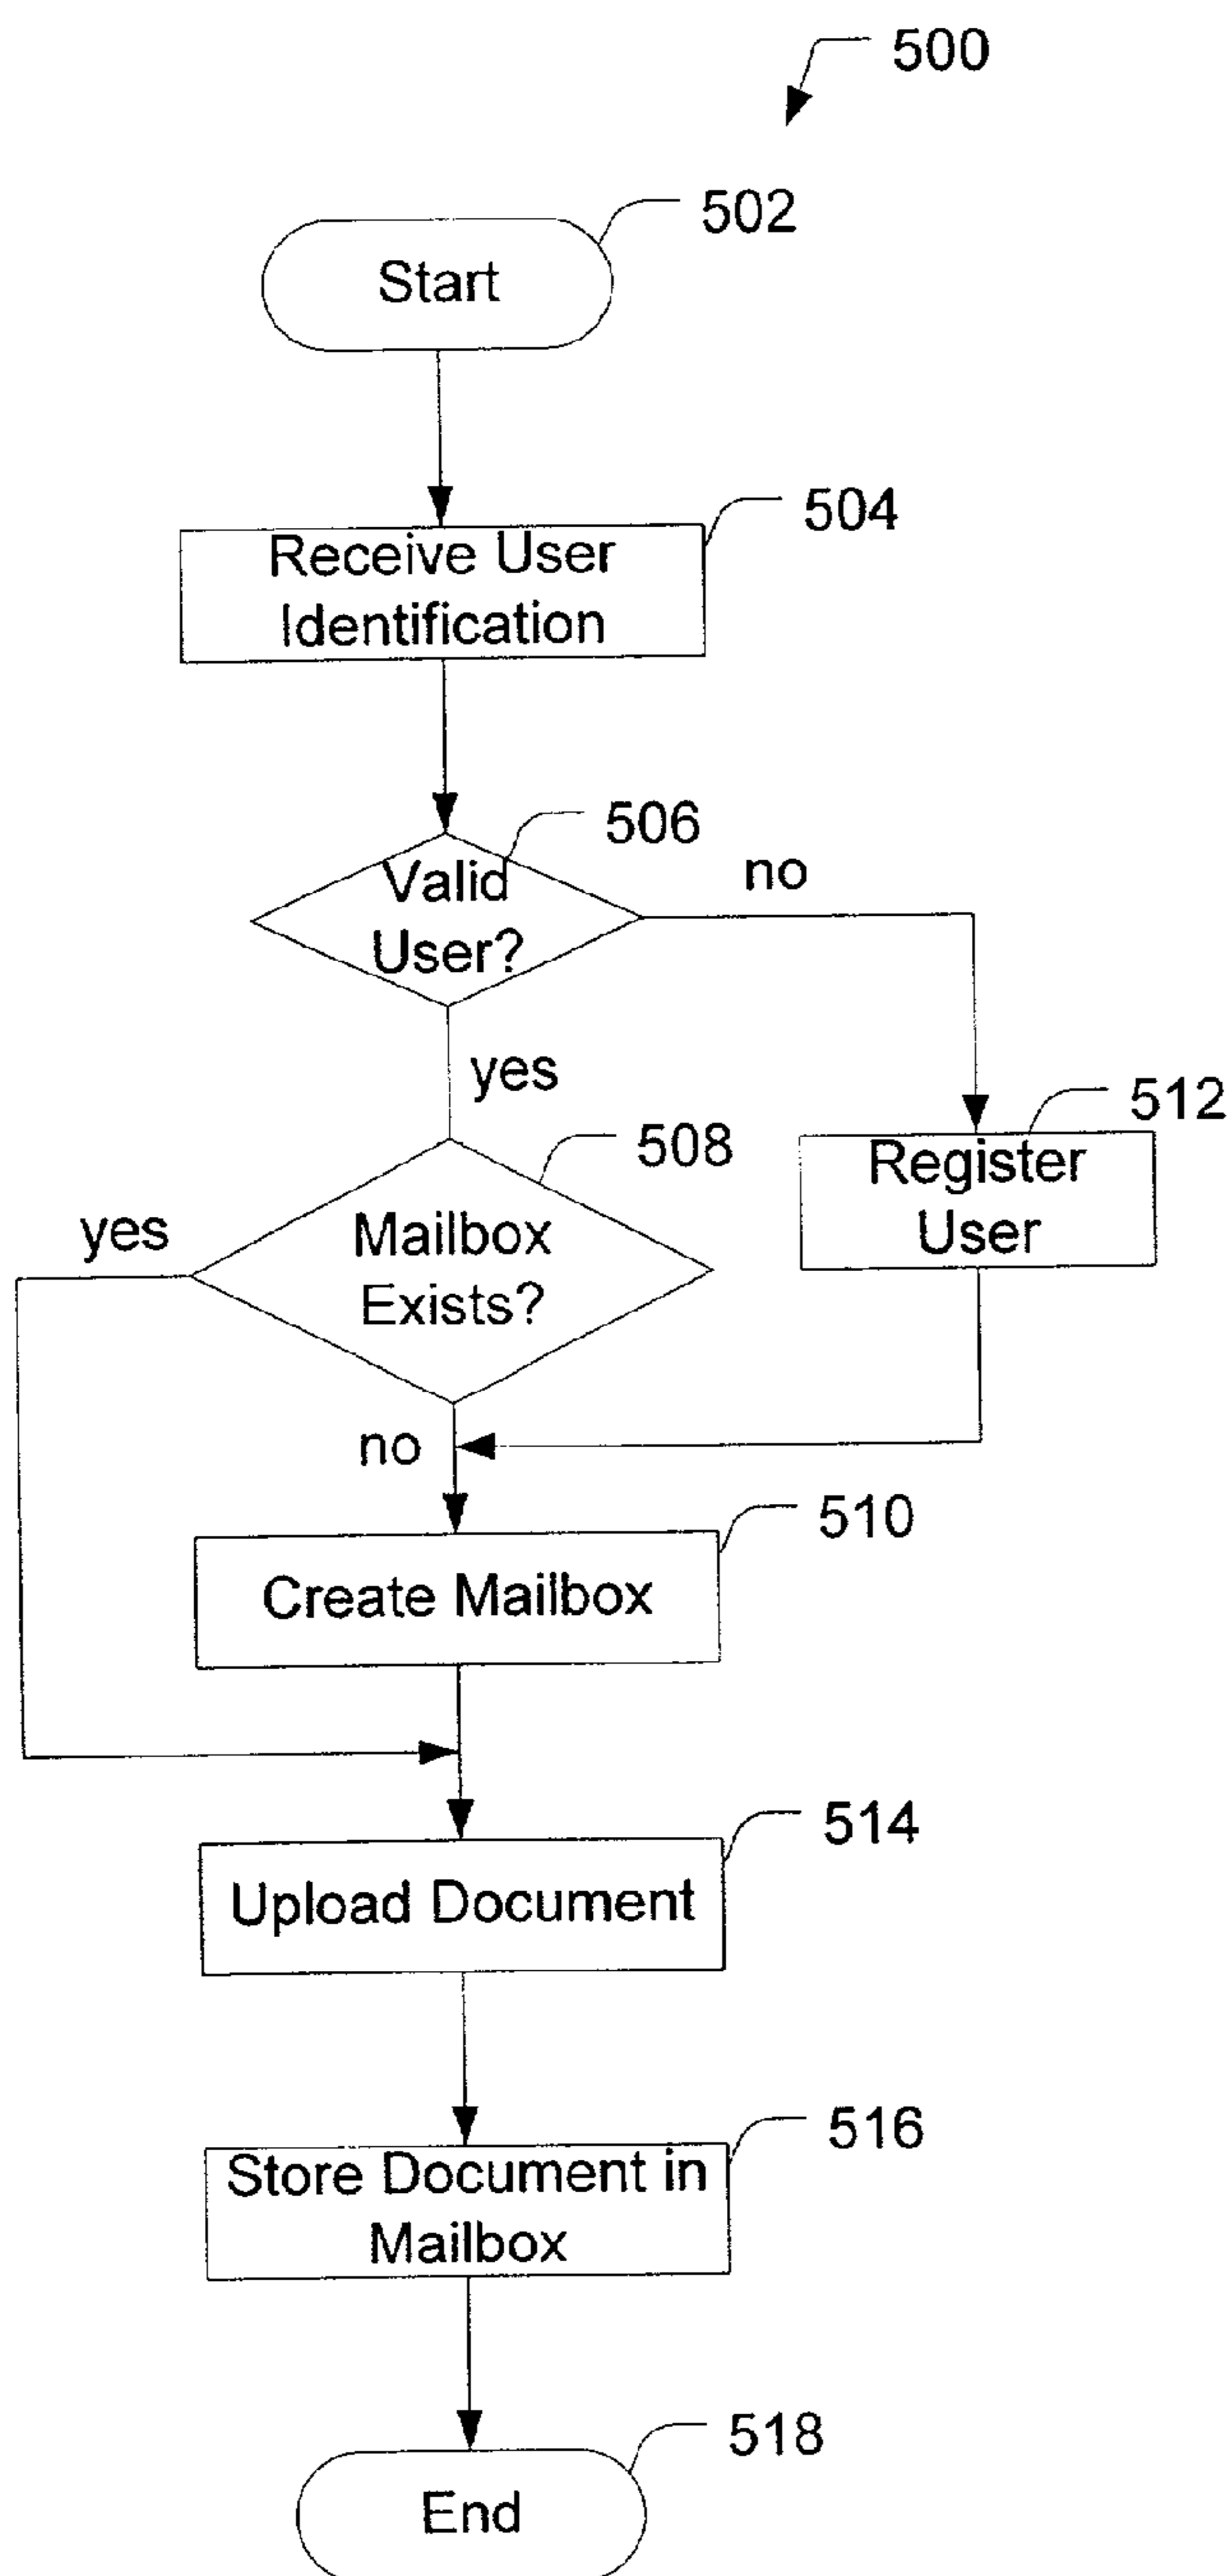 500
502
Start
504
Receive User
Identification
506
Valid
User?
no
yes
512
Register
User
508
Mailbox
Exists?
yes
no
510
Create Mailbox
514
Upload Document
516
Store Document in
Mailbox
518
End